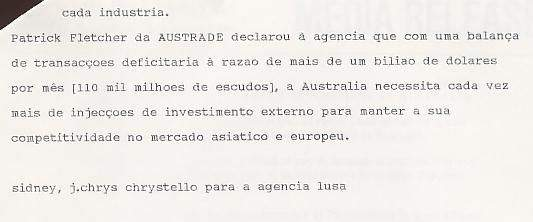 cada industria.
Patrick Fletcher da AUSTRADE declarou à agencia que com uma balança
de transacçoes deficitaria à razao de mais de um biliao de dolares
por mês [110 mil milhoes de escudos], a Australia necessita cada vez
mais de injecçoes de investimento externo para manter a sua
competitividade no mercado asiatico e europeu.
sidney, j.chrys chrystello para a agencia lusa